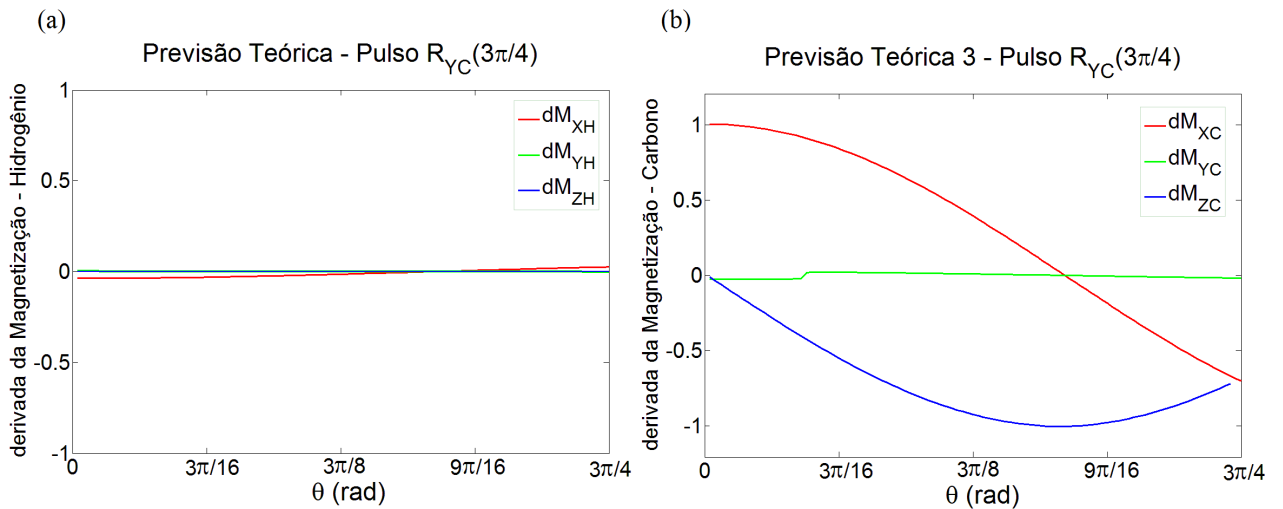 (a)
Previsão Teórica - Pulso R_YC(3π/4)
derivada da Magnetização - Hidrogênio
1
0.5
0
-0.5
-1
dM_XH
dM_YH
dM_ZH
0
3π/16
3π/8
9π/16
3π/4
θ (rad)
(b)
Previsão Teórica 3 - Pulso R_YC(3π/4)
derivada da Magnetização - Carbono
1
0.5
0
-0.5
-1
dM_XC
dM_YC
dM_ZC
0
3π/16
3π/8
9π/16
3π/4
θ (rad)